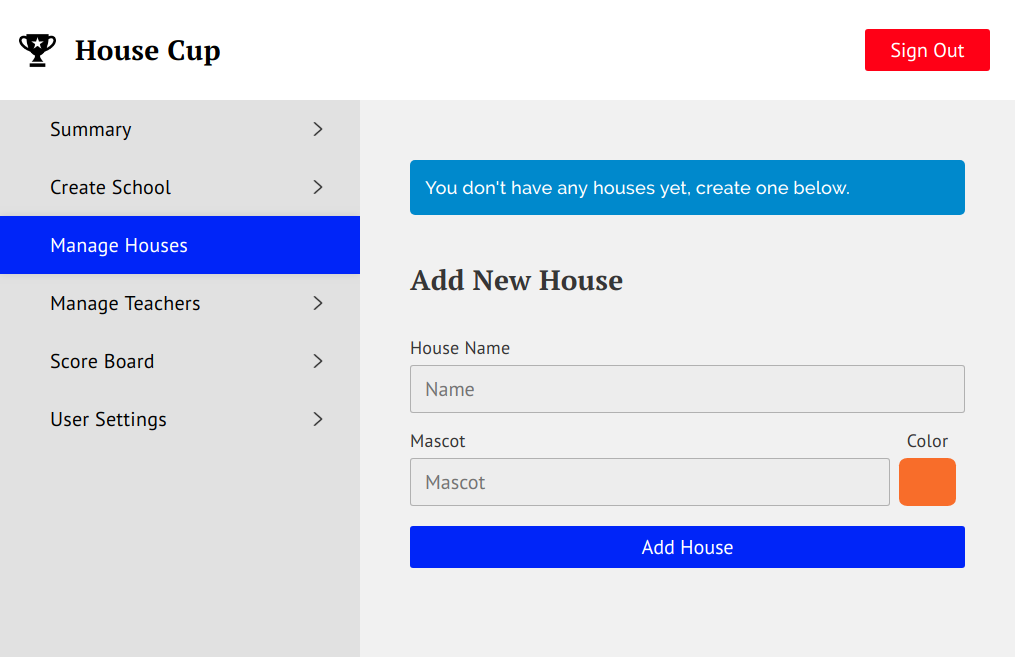 House Cup
Sign Out
Summary
Create School
Manage Houses
Manage Teachers
Score Board
User Settings
You don't have any houses yet, create one below.
Add New House
House Name
Name
Mascot
Color
Mascot
Add House